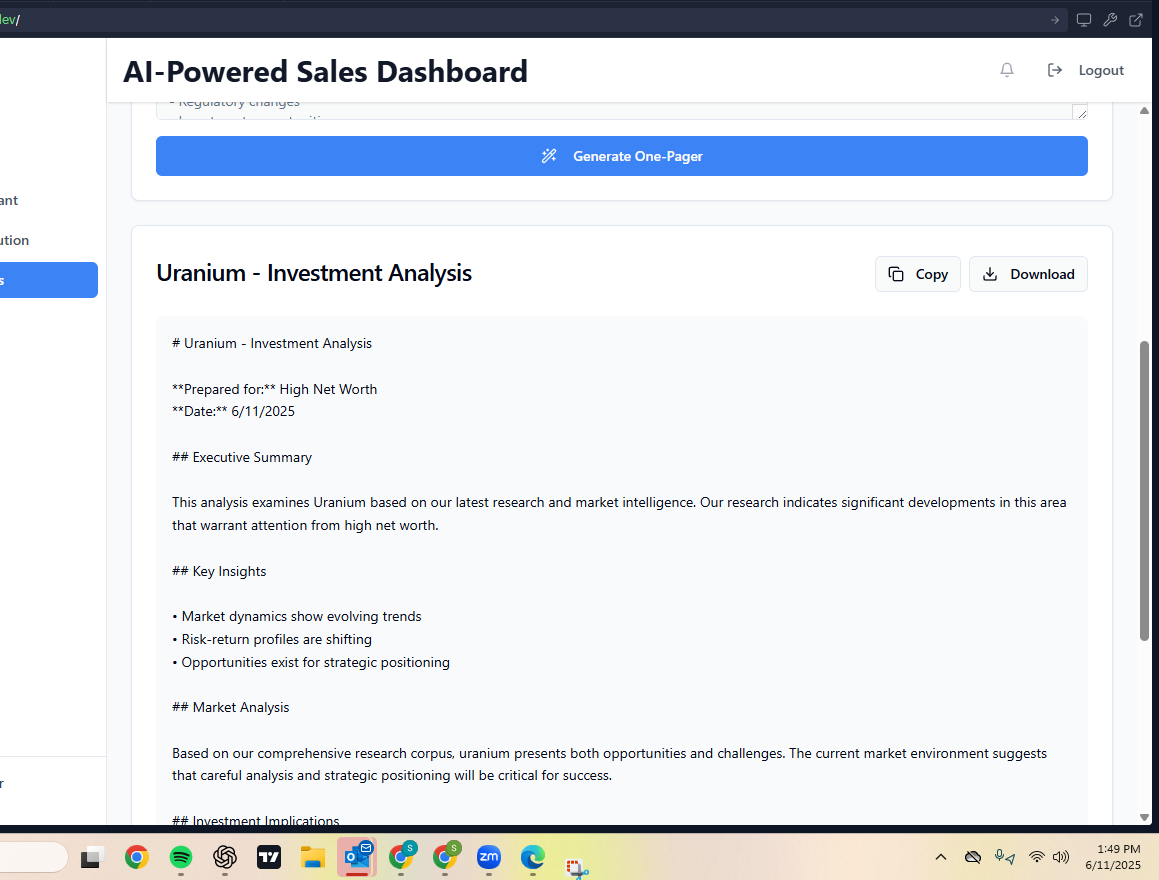 lev/
AI-Powered Sales Dashboard
Logout
- Regulatory changes
Generate One-Pager
ant
ution
s
Uranium - Investment Analysis
Copy
Download
# Uranium - Investment Analysis
**Prepared for:** High Net Worth
**Date:** 6/11/2025
## Executive Summary
This analysis examines Uranium based on our latest research and market intelligence. Our research indicates significant developments in this area
that warrant attention from high net worth.
## Key Insights
• Market dynamics show evolving trends
• Risk-return profiles are shifting
• Opportunities exist for strategic positioning
## Market Analysis
Based on our comprehensive research corpus, uranium presents both opportunities and challenges. The current market environment suggests
that careful analysis and strategic positioning will be critical for success.
r
## Investment Implications
S
S
zm
1:49 PM
6/11/2025